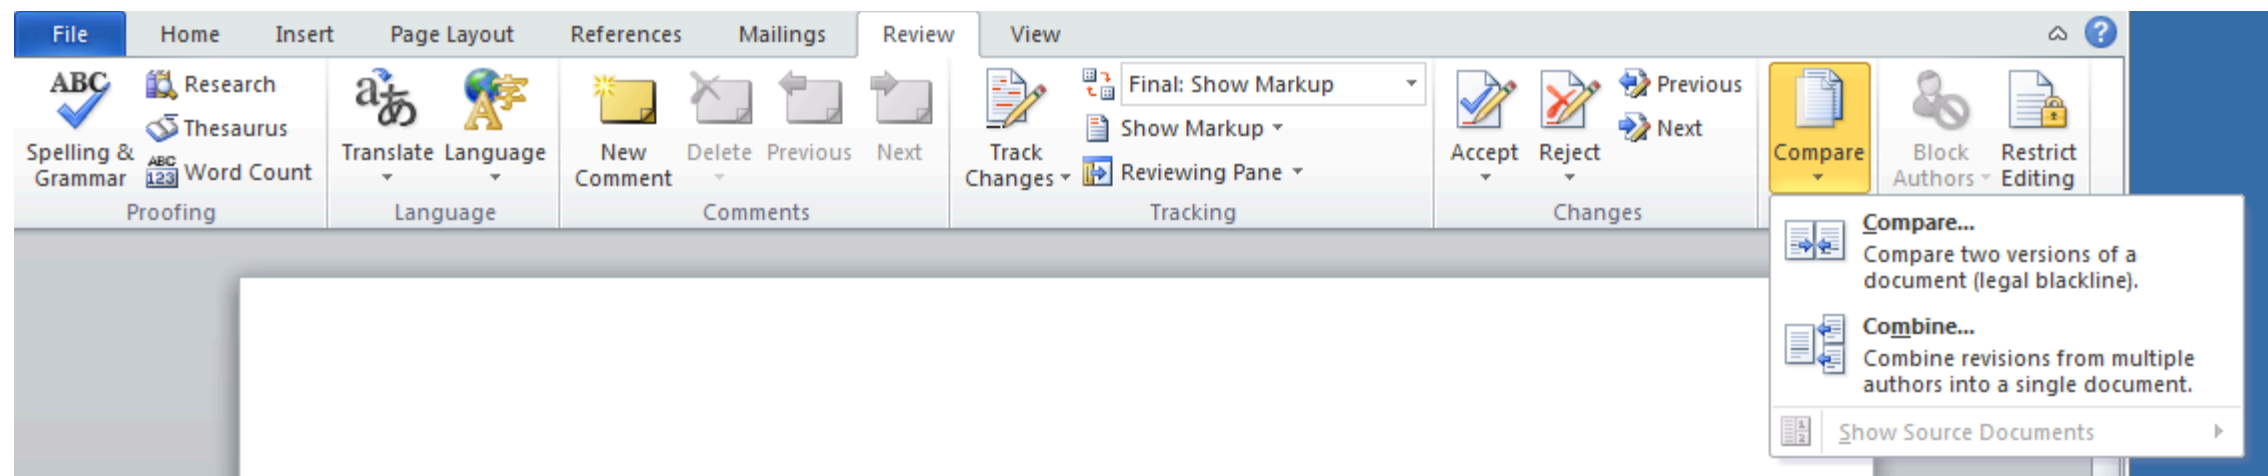 File Home Insert Page Layout References Mailings Review View
ABC Research
Thesaurus
Spelling & Grammar
ABC 123 Word Count
Proofing
aあ
Translate Language
Language
New Comment Delete Previous Next
Comments
Track Changes
Final: Show Markup
Show Markup
Reviewing Pane
Tracking
Accept Reject Previous
Next
Changes
Compare
Block Authors Restrict Editing
Compare...
Compare two versions of a
document (legal blackline).
Combine...
Combine revisions from multiple
authors into a single document.
Show Source Documents